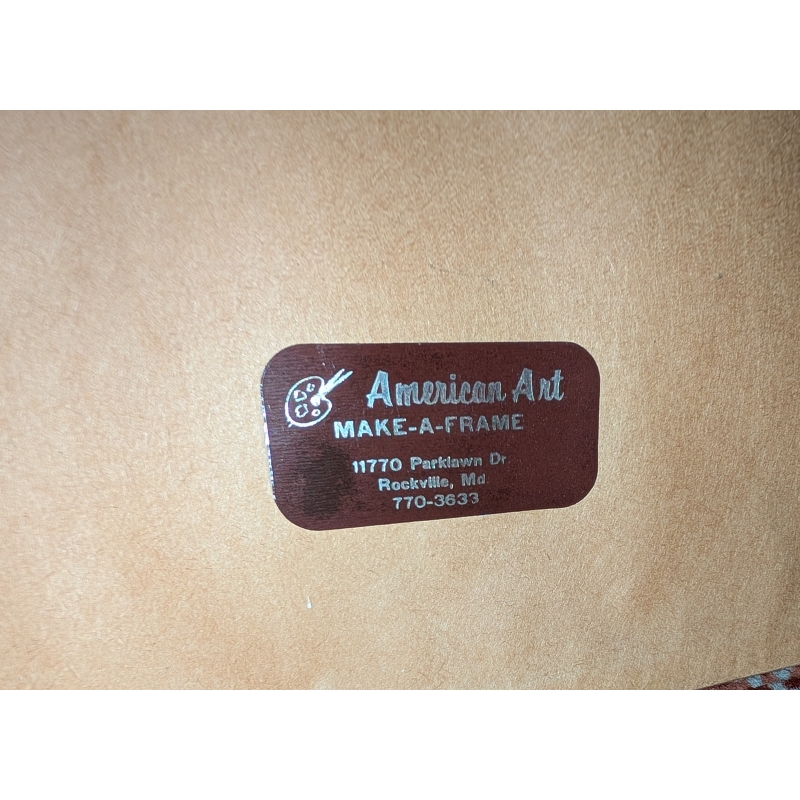 American Art
MAKE-A-FRAME
11770 Parklawn Dr.
Rockville, Md.
770-3633